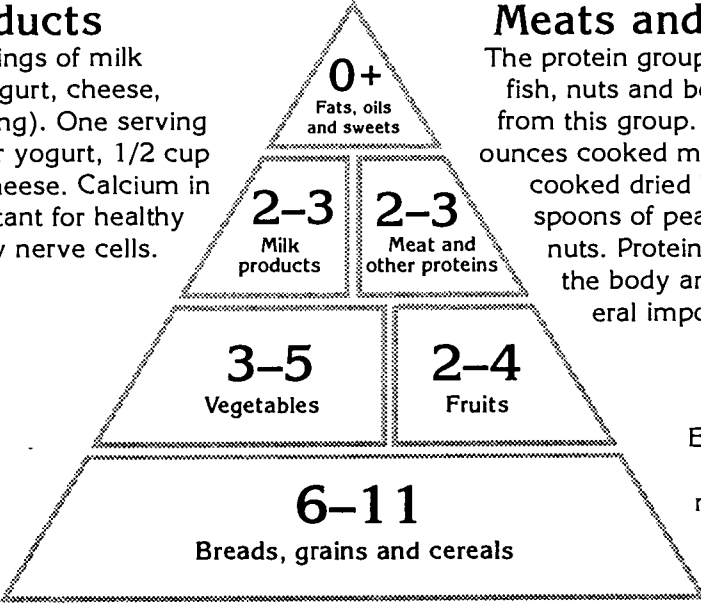 ducts
ings of milk
gurt, cheese,
ng). One serving
r yogurt, 1/2 cup
heese. Calcium in
tant for healthy
y nerve cells.
Meats and
The protein group
fish, nuts and be
from this group.
ounces cooked m
cooked dried
spoons of pea
nuts. Protein
the body an
eral impo
E
r
0+
Fats, oils
and sweets
2–3
Milk
products
2–3
Meat and
other proteins
3–5
Vegetables
2–4
Fruits
6–11
Breads, grains and cereals